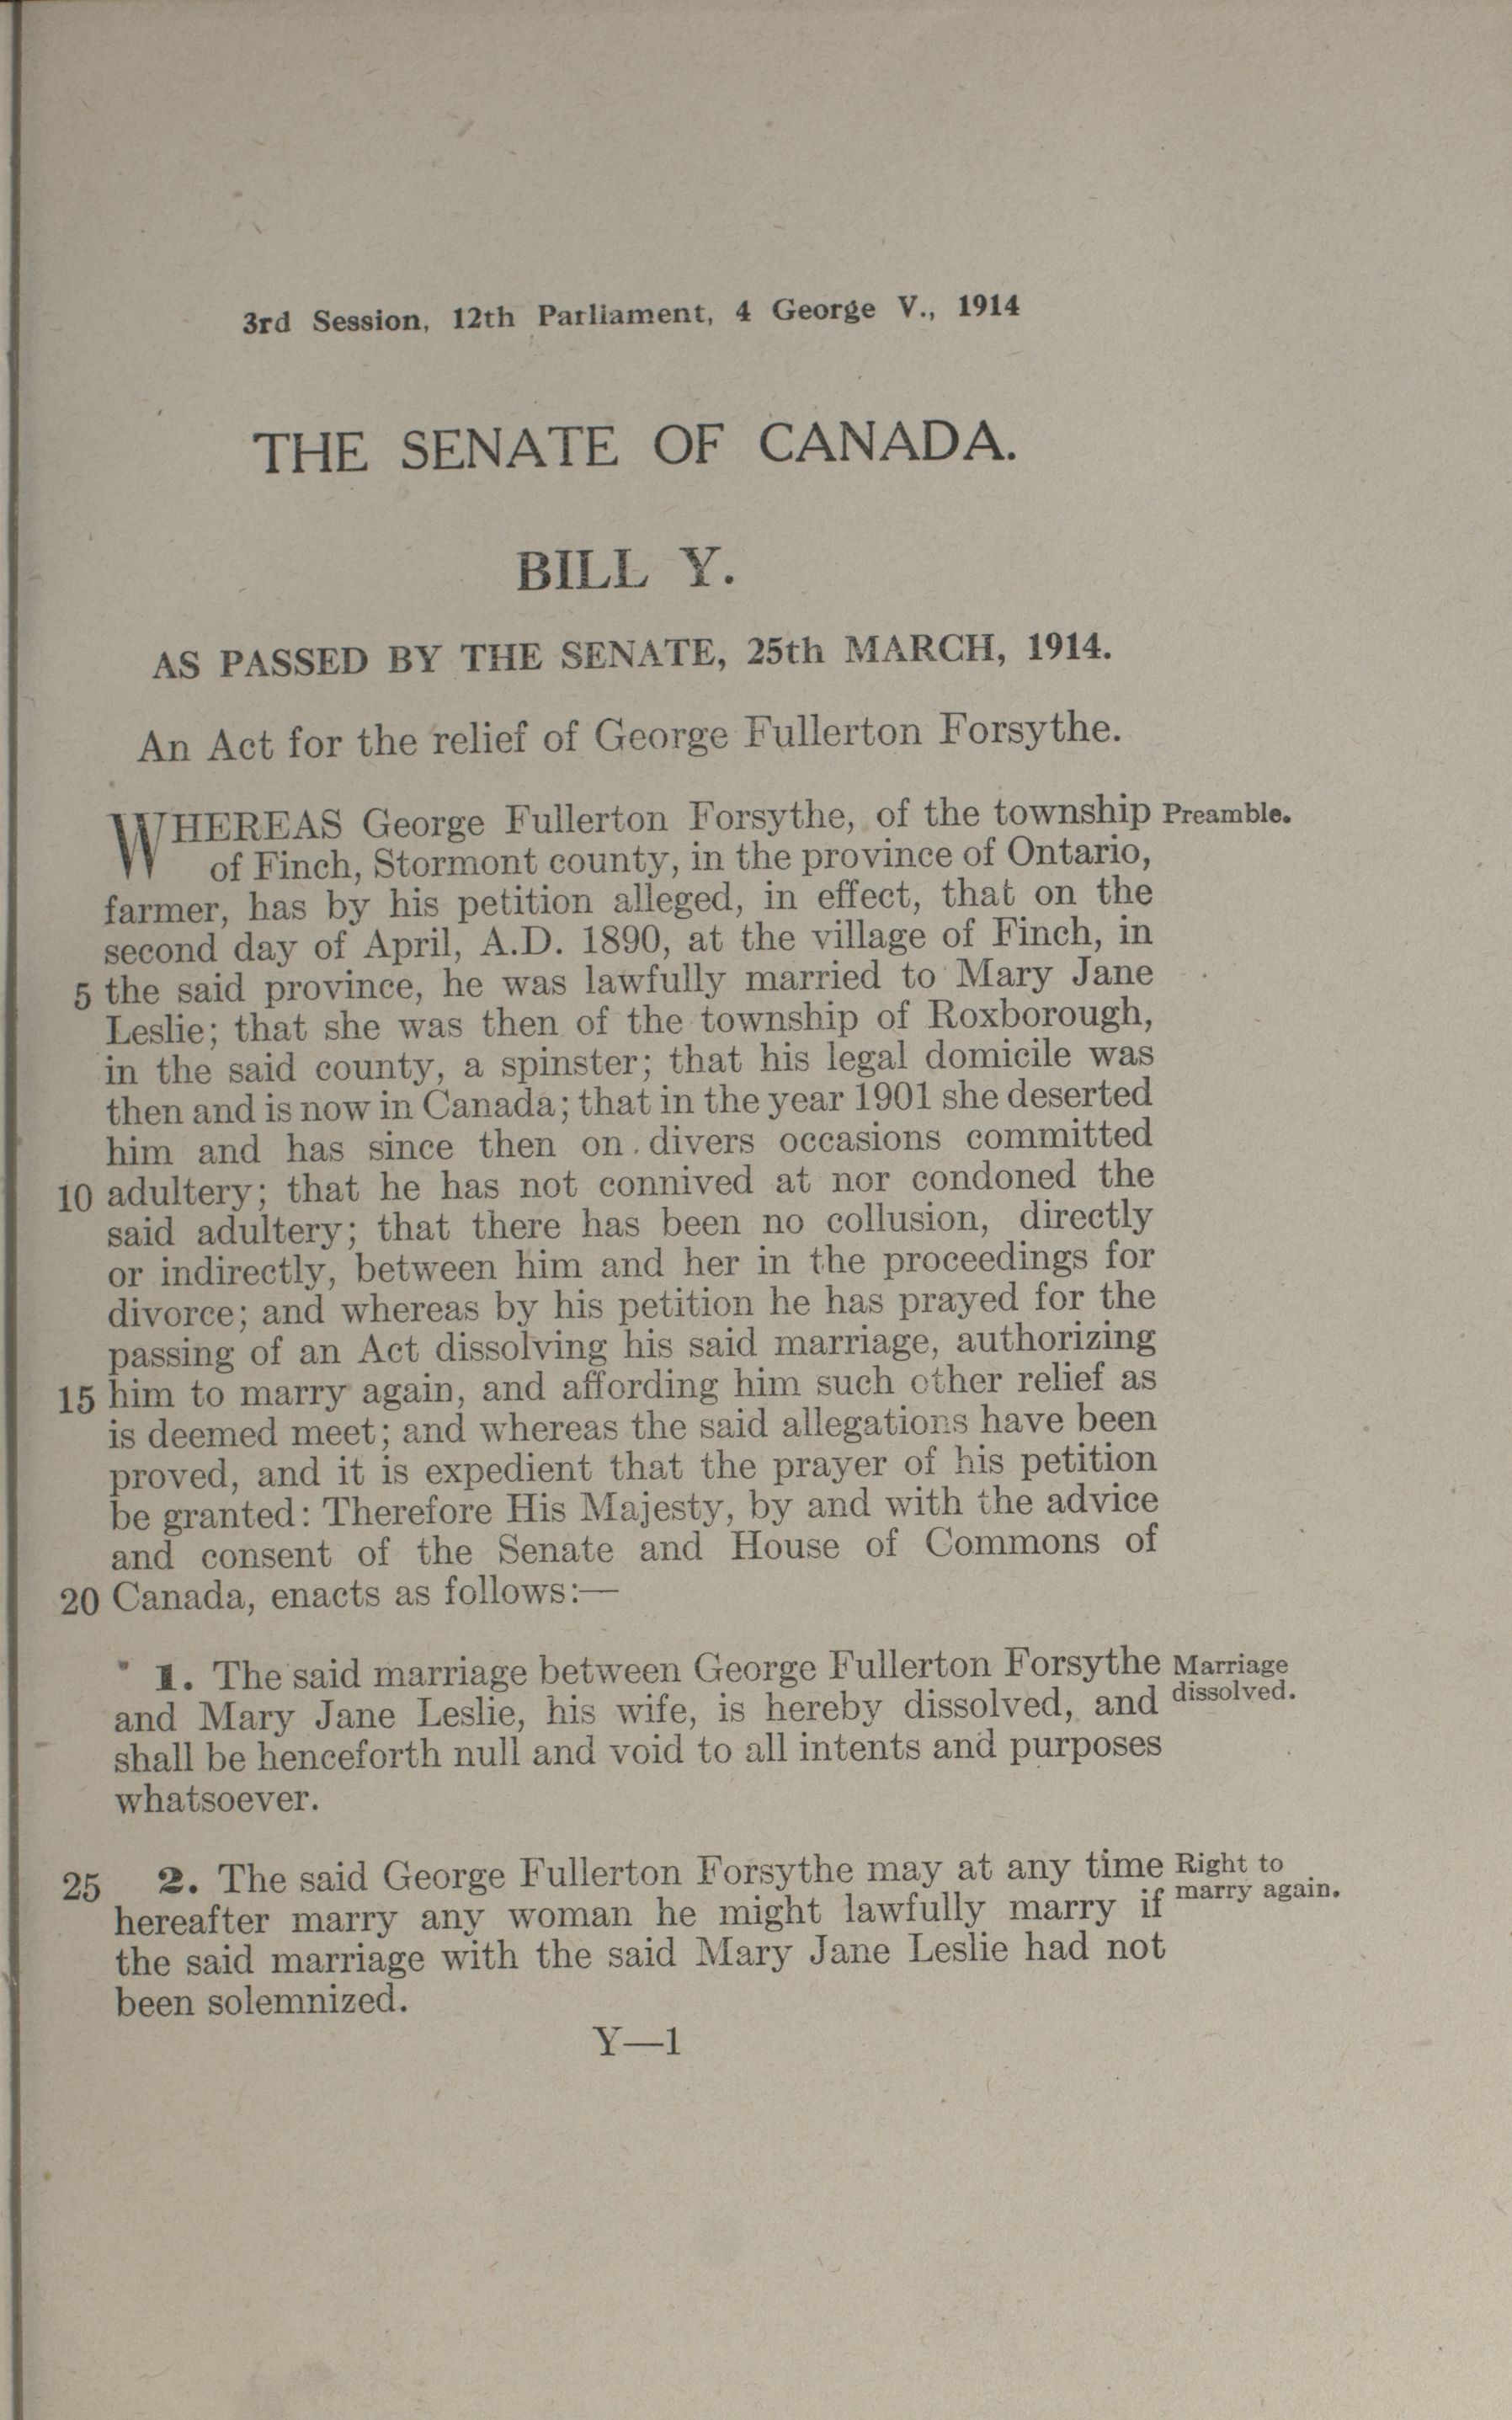 3rd Session, 12th Parliament, 4 George V., 1914
THE SENATE OF CANADA.
BILL Y.
AS PASSED BY THE SENATE, 25th MARCH, 1914.
An Act for the relief of George Fullerton Forsythe.
WHEREAS George Fullerton Forsythe, of the township Preamble.
of Finch, Stormont county, in the province of Ontario,
farmer, has by his petition alleged, in effect, that on the
second day of April, A.D. 1890, at the village of Finch, in
5 the said province, he was lawfully married to Mary Jane
Leslie; that she was then of the township of Roxborough,
in the said county, a spinster; that his legal domicile was
then and is now in Canada; that in the year 1901 she deserted
him and has since then on divers occasions committed
10 adultery; that he has not connived at nor condoned the
said adultery; that there has been no collusion, directly
or indirectly, between him and her in the proceedings for
divorce; and whereas by his petition he has prayed for the
passing of an Act dissolving his said marriage, authorizing
15 him to marry again, and affording him such other relief as
is deemed meet; and whereas the said allegations have been
proved, and it is expedient that the prayer of his petition
be granted: Therefore His Majesty, by and with the advice
and consent of the Senate and House of Commons of
20 Canada, enacts as follows:—
1. The said marriage between George Fullerton Forsythe Marriage
and Mary Jane Leslie, his wife, is hereby dissolved, and dissolved.
shall be henceforth null and void to all intents and purposes
whatsoever.
25 2. The said George Fullerton Forsythe may at any time Right to
hereafter marry any woman he might lawfully marry if marry again.
the said marriage with the said Mary Jane Leslie had not
been solemnized.
Y—1